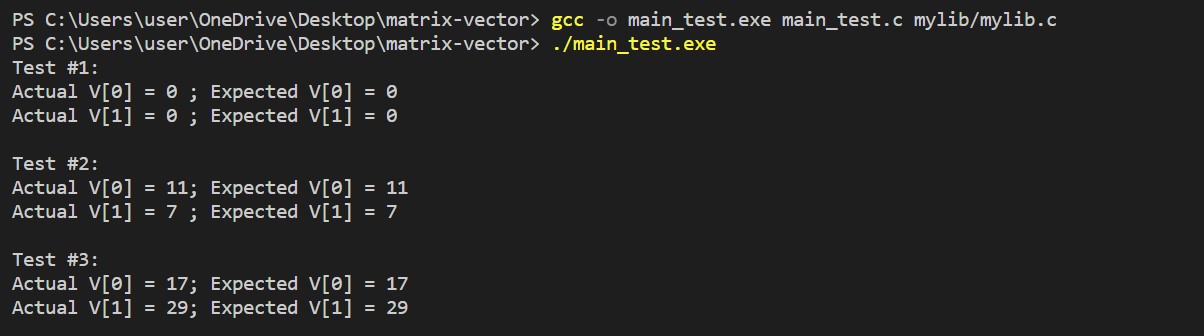 PS C:\Users\user\OneDrive\Desktop\matrix-vector> gcc -o main_test.exe main_test.c mylib/mylib.c
PS C:\Users\user\OneDrive\Desktop\matrix-vector> ./main_test.exe
Test #1:
Actual V[0] = 0 ; Expected V[0] = 0
Actual V[1] = 0 ; Expected V[1] = 0

Test #2:
Actual V[0] = 11; Expected V[0] = 11
Actual V[1] = 7 ; Expected V[1] = 7

Test #3:
Actual V[0] = 17; Expected V[0] = 17
Actual V[1] = 29; Expected V[1] = 29